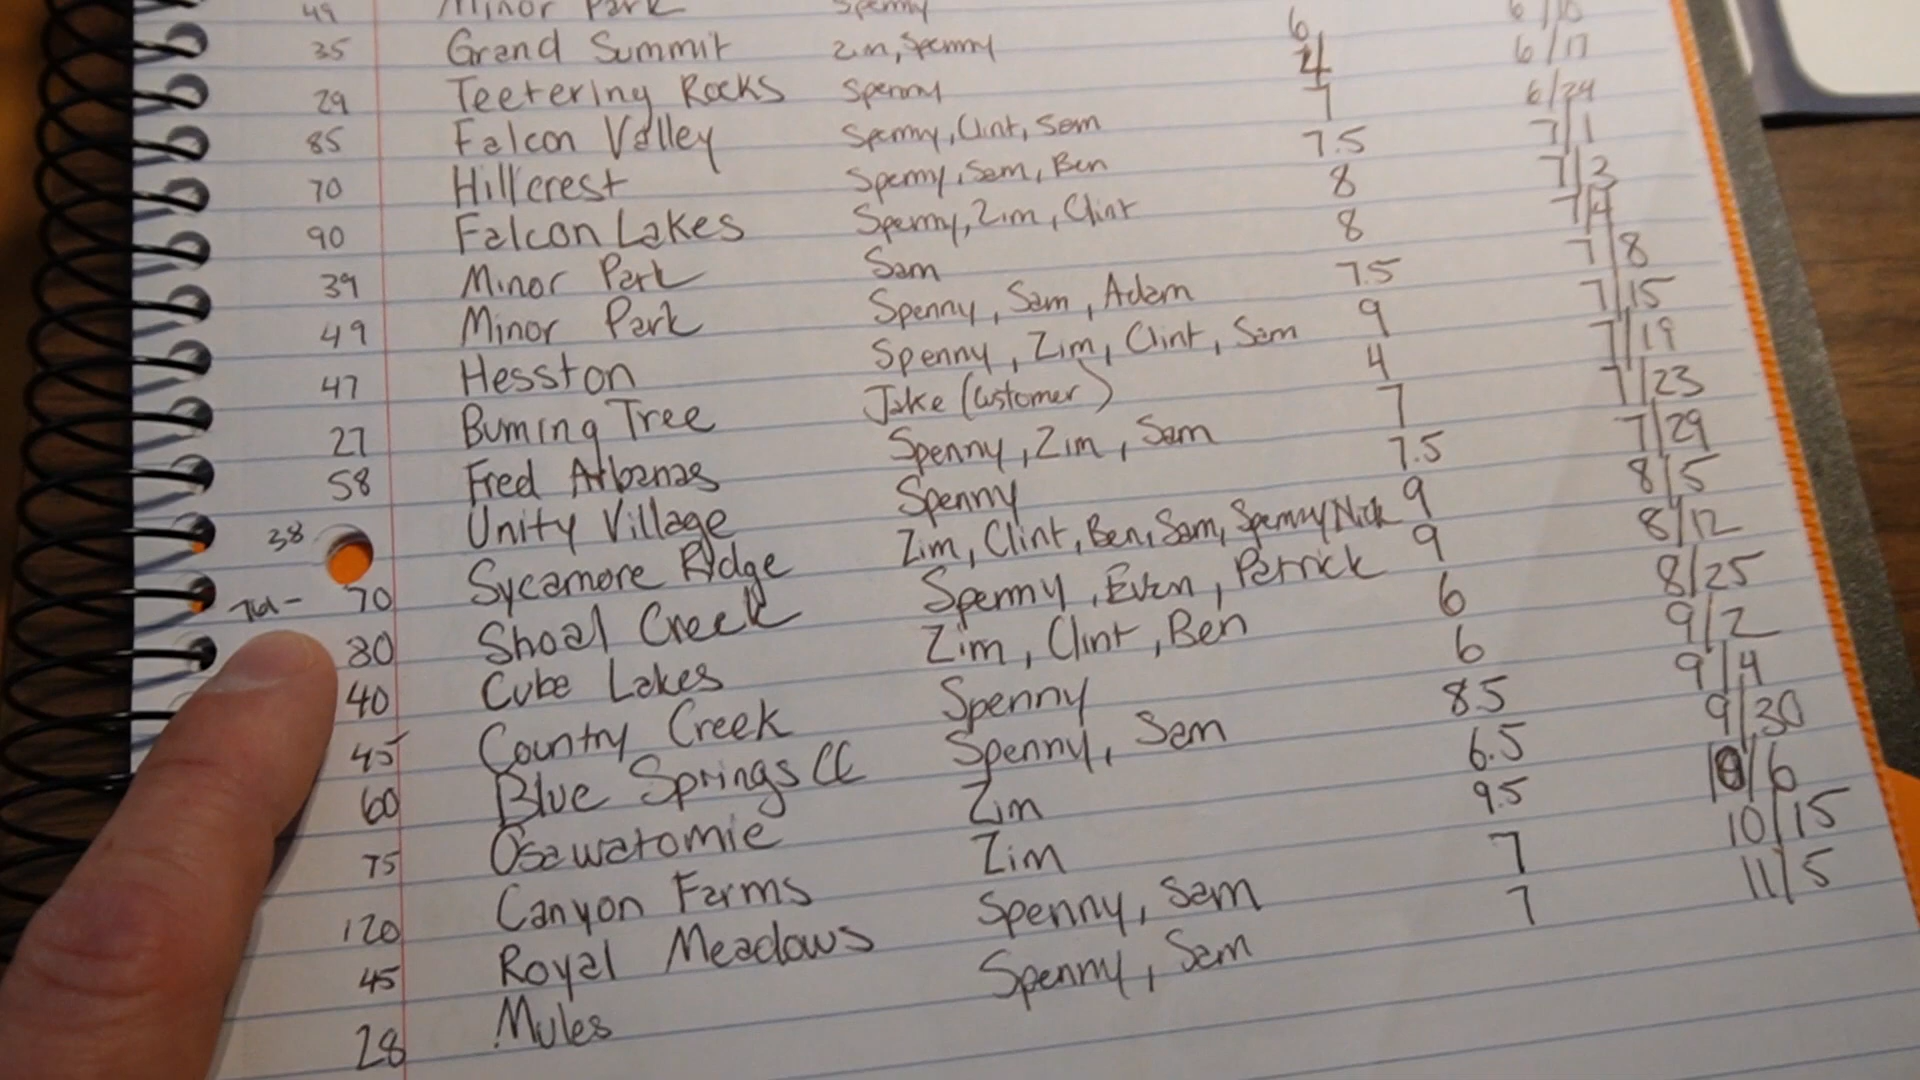 49 Minor Park Spenny
35 Grand Summit Zim, Spenny 6 6/10
29 Teetering Rocks Spenny 4 6/17
85 Falcon Valley Spenny, Clint, Sam 7 6/24
70 Hillcrest Spenny, Sam, Ben 7.5 7/1
90 Falcon Lakes Spenny, Zim, Clint 8 7/3
39 Minor Park Sam 8 7/4
49 Minor Park Spenny, Sam, Adam 7.5 7/8
47 Hesston Spenny, Zim, Clint, Sam 9 7/15
27 Burning Tree Jake (Customer) 4 7/19
58 Fred Arbanas Spenny, Zim, Sam 7 7/23
38 Unity Village Spenny 7.5 7/29
70 Sycamore Ridge Zim, Clint, Ben, Sam, Spenny, Nick 9 8/5
80 Shoal Creek Spenny, Evan, Patrick 9 8/12
40 Cube Lakes Zim, Clint, Ben 6 8/25
45 Country Creek Spenny 6 9/2
60 Blue Springs CC Spenny, Sam 8.5 9/4
75 Osawatomie Zim 6.5 9/30
120 Canyon Farms Zim 9.5 10/6
45 Royal Meadows Spenny, Sam 7 10/15
28 Mules Spenny, Sam 7 11/5